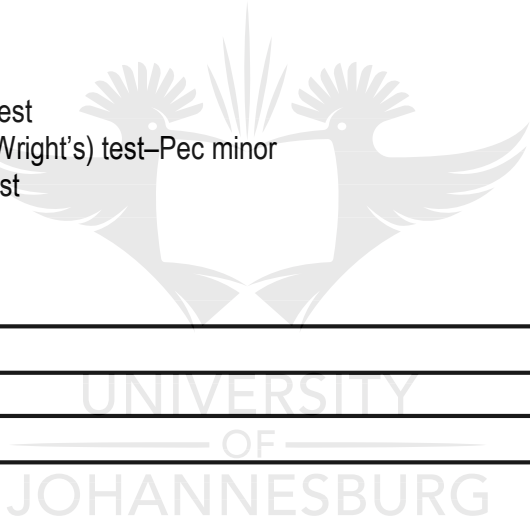 est
Wright's) test–Pec minor
st
UNIVERSITY
OF
JOHANNESBURG